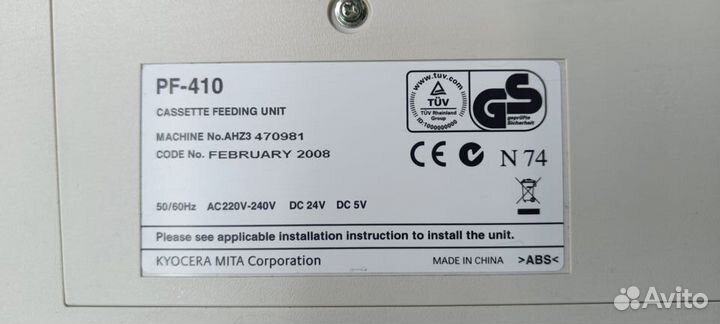 PF-410
CASSETTE FEEDING UNIT
MACHINE No.AHZ3 470981
CODE No. FEBRUARY 2008
www.tuv.com
TÜV
TÜV Rheinland
Group
ID:1000000000
GS
geprüfte
Sicherheit
CE N 74
50/60Hz AC220V-240V DC 24V DC 5V
Please see applicable installation instruction to install the unit.
KYOCERA MITA Corporation MADE IN CHINA >ABS<
Avito